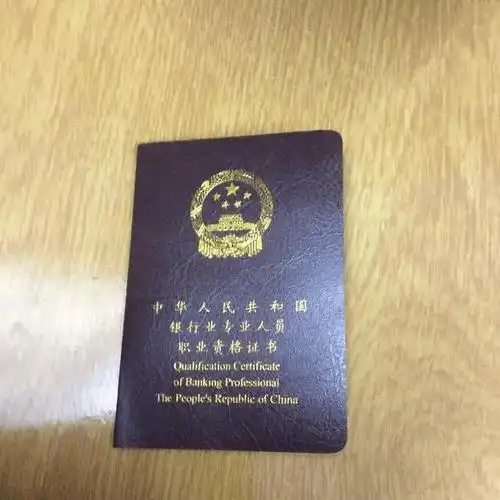 中华人民共和国
银行业专业人员
职业资格证书
Qualification Certificate
of Banking Professional
The People's Republic of China